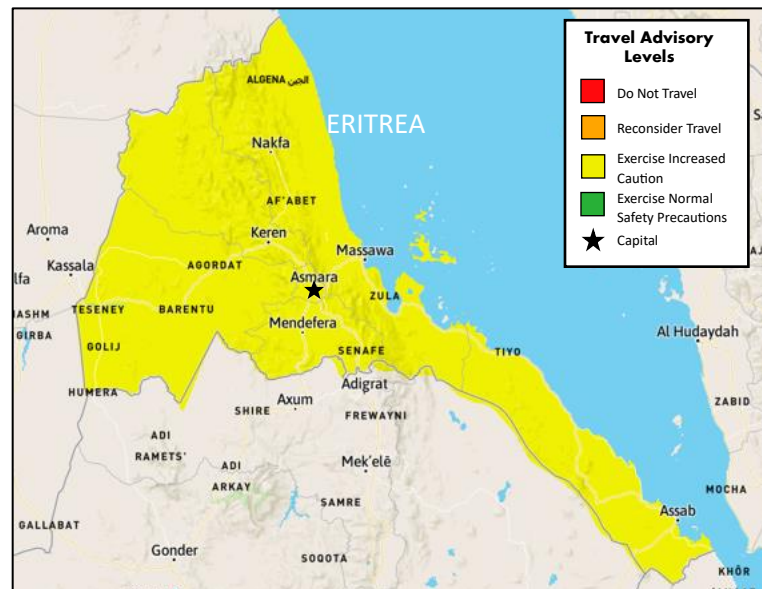 Travel Advisory
Levels
Do Not Travel
Reconsider Travel
Exercise Increased
Caution
Exercise Normal
Safety Precautions
Capital
ALGENA الجين
ERITREA
Nakfa
AF'ABET
Aroma
Keren
Massawa
Kassala
AGORDAT
Asmara
ZULA
TESENEY
BARENTU
GIRBA
Mendefera
Al Hudaydah
GOLIJ
SENAFE
TIYO
HUMERA
Adigrat
SHIRE
Axum
FREWAYNI
ZABID
ADI
RAMETS'
ADI
ARKAY
Mek'elē
MOCHA
SAMRE
Assab
GALLABAT
Gonder
SOQOTA
KHÔR